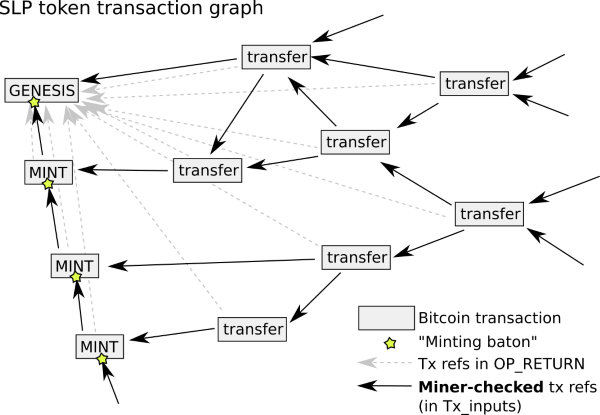 SLP token transaction graph
transfer
GENESIS
transfer
transfer
MINT
transfer
transfer
MINT
transfer
transfer
MINT
Bitcoin transaction
"Minting baton"
Tx refs in OP_RETURN
Miner-checked tx refs
(in Tx_inputs)